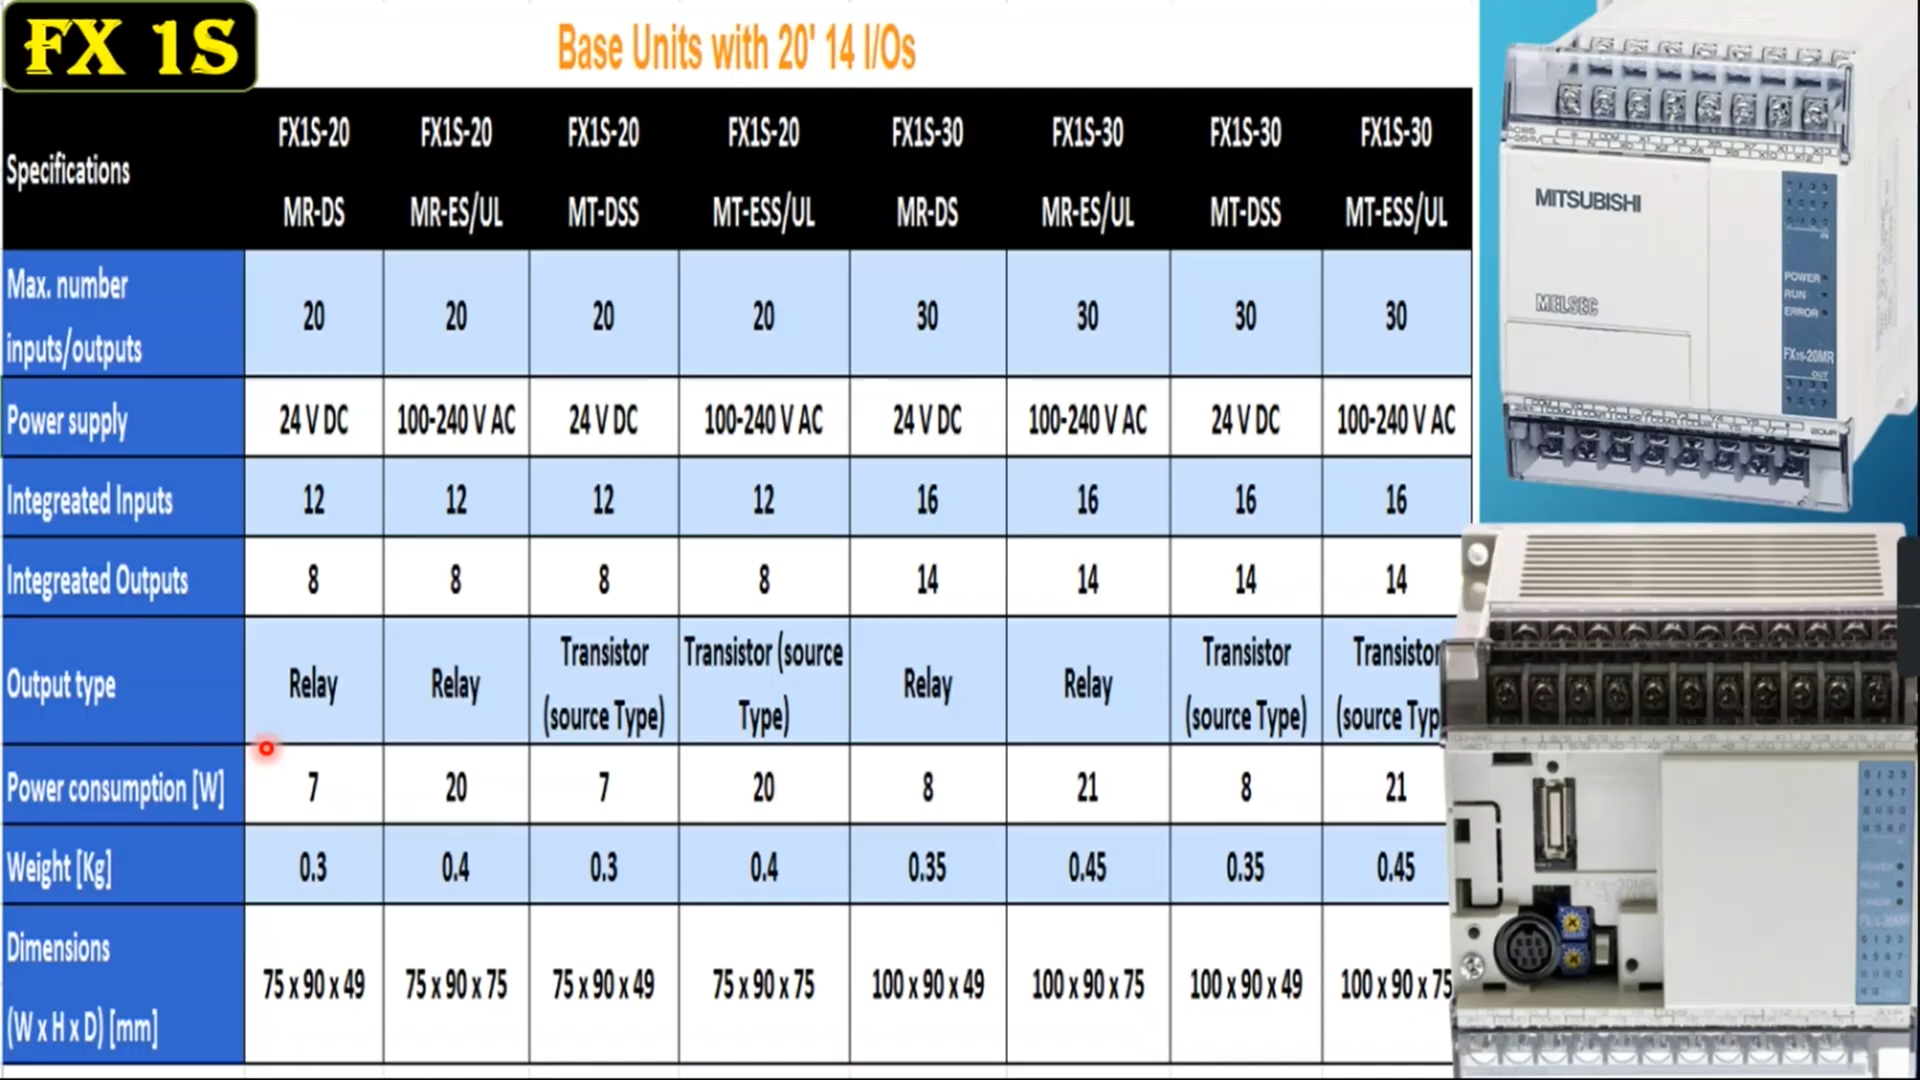 FX 1S
Base Units with 20' 14 I/Os
Specifications
FX1S-20 MR-DS
FX1S-20 MR-ES/UL
FX1S-20 MT-DSS
FX1S-20 MT-ESS/UL
FX1S-30 MR-DS
FX1S-30 MR-ES/UL
FX1S-30 MT-DSS
FX1S-30 MT-ESS/UL
Max. number inputs/outputs
20 20 20 20 30 30 30 30
Power supply
24 V DC 100-240 V AC 24 V DC 100-240 V AC 24 V DC 100-240 V AC 24 V DC 100-240 V AC
Integreated Inputs
12 12 12 12 16 16 16 16
Integreated Outputs
8 8 8 8 14 14 14 14
Output type
Relay
Relay
Transistor (source Type)
Transistor (source Type)
Relay
Relay
Transistor (source Type)
Transistor (source Typ
Power consumption [W]
7 20 7 20 8 21 8 21
Weight [Kg]
0.3 0.4 0.3 0.4 0.35 0.45 0.35 0.45
Dimensions
(W x H x D) [mm]
75 x 90 x 49 75 x 90 x 75 75 x 90 x 49 75 x 90 x 75 100 x 90 x 49 100 x 90 x 75 100 x 90 x 49 100 x 90 x 75
MITSUBISHI
MELSEC
IN
POWER
RUN
ERROR
FX1S-20MR
OUT